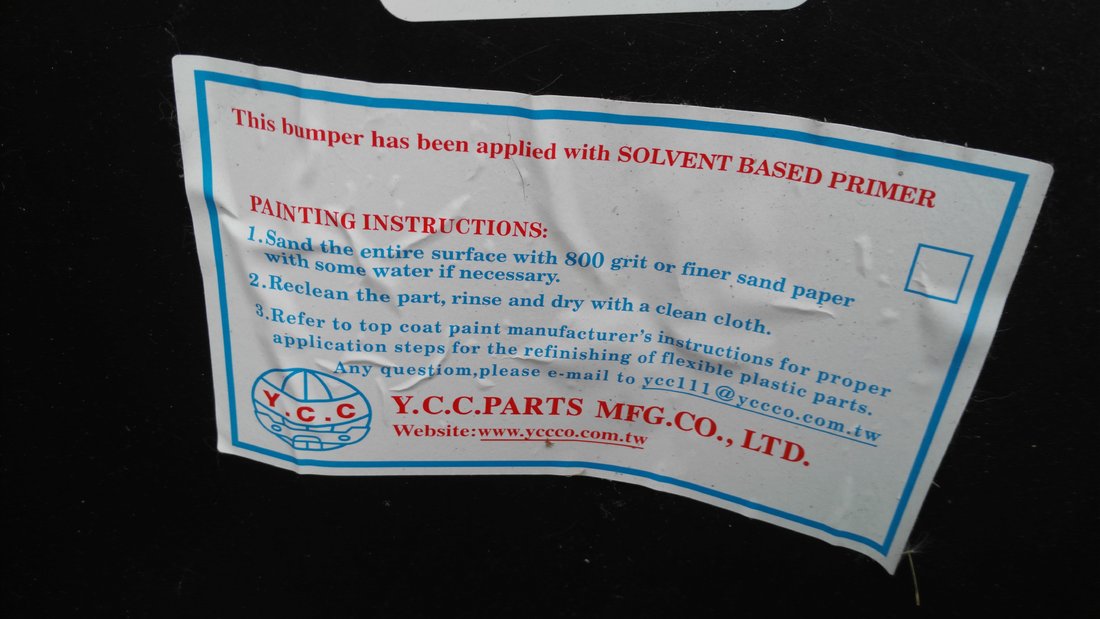 This bumper has been applied with SOLVENT BASED PRIMER
PAINTING INSTRUCTIONS:
1.Sand the entire surface with 800 grit or finer sand paper
with some water if necessary.
2.Reclean the part, rinse and dry with a clean cloth.
3.Refer to top coat paint manufacturer's instructions for proper
application steps for the refinishing of flexible plastic parts.
Any questiom,please e-mail to ycc111@yccco.com.tw
Y.C.C
Y.C.C.PARTS MFG.CO., LTD.
Website:www.yccco.com.tw